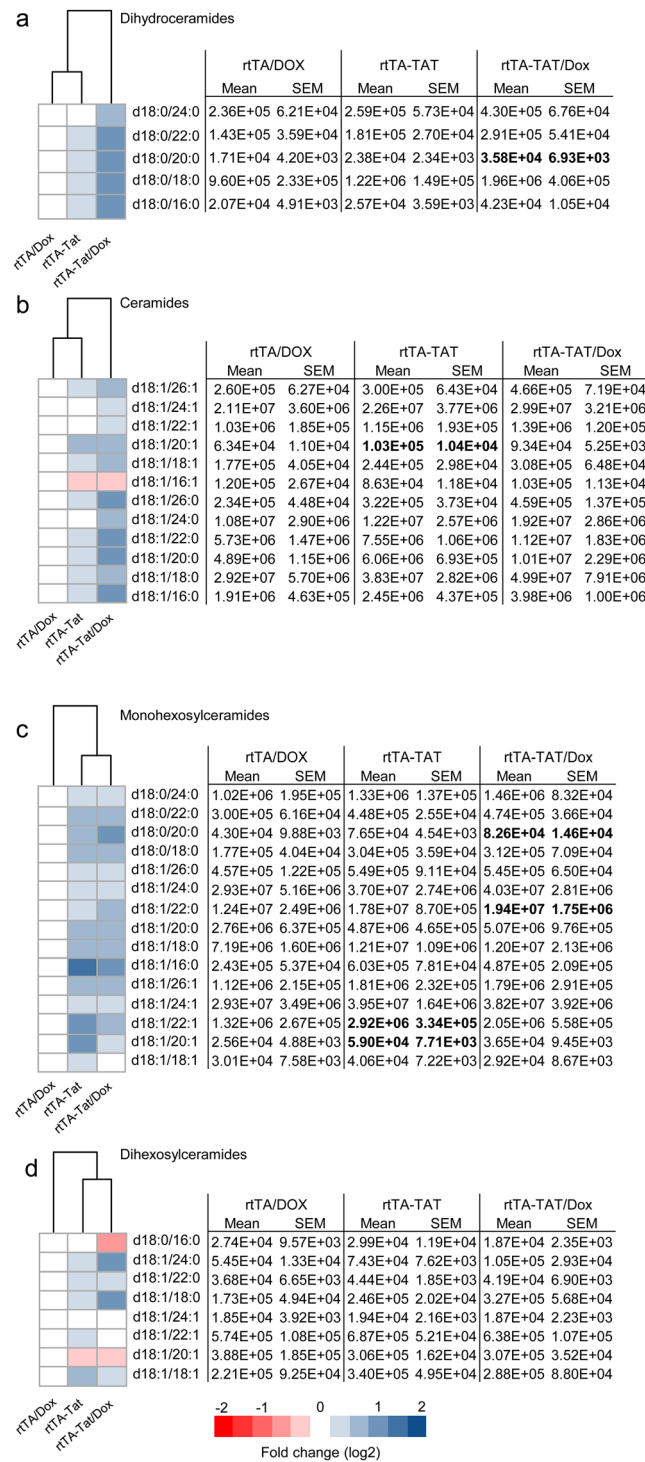 a
Dihydroceramides
rtTA/DOX rtTA-TAT rtTA-TAT/Dox
Mean SEM Mean SEM Mean SEM
d18:0/24:0 2.36E+05 6.21E+04 2.59E+05 5.73E+04 4.30E+05 6.76E+04
d18:0/22:0 1.43E+05 3.59E+04 1.81E+05 2.70E+04 2.91E+05 5.41E+04
d18:0/20:0 1.71E+04 4.20E+03 2.38E+04 2.34E+03 3.58E+04 6.93E+03
d18:0/18:0 9.60E+05 2.33E+05 1.22E+06 1.49E+05 1.96E+06 4.06E+05
d18:0/16:0 2.07E+04 4.91E+03 2.57E+04 3.59E+03 4.23E+04 1.05E+04
rtTA/Dox
rtTA-Tat
rtTA-Tat/Dox
b
Ceramides
rtTA/DOX rtTA-TAT rtTA-TAT/Dox
Mean SEM Mean SEM Mean SEM
d18:1/26:1 2.60E+05 6.27E+04 3.00E+05 6.43E+04 4.66E+05 7.19E+04
d18:1/24:1 2.11E+07 3.60E+06 2.26E+07 3.77E+06 2.99E+07 3.21E+06
d18:1/22:1 1.03E+06 1.85E+05 1.15E+06 1.93E+05 1.39E+06 1.20E+05
d18:1/20:1 6.34E+04 1.10E+04 1.03E+05 1.04E+04 9.34E+04 5.25E+03
d18:1/18:1 1.77E+05 4.05E+04 2.44E+05 2.98E+04 3.08E+05 6.48E+04
d18:1/16:1 1.20E+05 2.67E+04 8.63E+04 1.18E+04 1.03E+05 1.13E+04
d18:1/26:0 2.34E+05 4.48E+04 3.22E+05 3.73E+04 4.59E+05 1.37E+05
d18:1/24:0 1.08E+07 2.90E+06 1.22E+07 2.57E+06 1.92E+07 2.86E+06
d18:1/22:0 5.73E+06 1.47E+06 7.55E+06 1.06E+06 1.12E+07 1.83E+06
d18:1/20:0 4.89E+06 1.15E+06 6.06E+06 6.93E+05 1.01E+07 2.29E+06
d18:1/18:0 2.92E+07 5.70E+06 3.83E+07 2.82E+06 4.99E+07 7.91E+06
d18:1/16:0 1.91E+06 4.63E+05 2.45E+06 4.37E+05 3.98E+06 1.00E+06
rtTA/Dox
rtTA-Tat
rtTA-Tat/Dox
c
Monohexosylceramides
rtTA/DOX rtTA-TAT rtTA-TAT/Dox
Mean SEM Mean SEM Mean SEM
d18:0/24:0 1.02E+06 1.95E+05 1.33E+06 1.37E+05 1.46E+06 8.32E+04
d18:0/22:0 3.00E+05 6.16E+04 4.48E+05 2.55E+04 4.74E+05 3.66E+04
d18:0/20:0 4.30E+04 9.88E+03 7.65E+04 4.54E+03 8.26E+04 1.46E+04
d18:0/18:0 1.77E+05 4.04E+04 3.04E+05 3.59E+04 3.12E+05 7.09E+04
d18:1/26:0 4.57E+05 1.22E+05 5.49E+05 9.11E+04 5.45E+05 6.50E+04
d18:1/24:0 2.93E+07 5.16E+06 3.70E+07 2.74E+06 4.03E+07 2.81E+06
d18:1/22:0 1.24E+07 2.49E+06 1.78E+07 8.70E+05 1.94E+07 1.75E+06
d18:1/20:0 2.76E+06 6.37E+05 4.87E+06 4.65E+05 5.07E+06 9.76E+05
d18:1/18:0 7.19E+06 1.60E+06 1.21E+07 1.09E+06 1.20E+07 2.13E+06
d18:1/16:0 2.43E+05 5.37E+04 6.03E+05 7.81E+04 4.87E+05 2.09E+05
d18:1/26:1 1.12E+06 2.15E+05 1.81E+06 2.32E+05 1.79E+06 2.91E+05
d18:1/24:1 2.93E+07 3.49E+06 3.95E+07 1.64E+06 3.82E+07 3.92E+06
d18:1/22:1 1.32E+06 2.67E+05 2.92E+06 3.34E+05 2.05E+06 5.58E+05
d18:1/20:1 2.56E+04 4.88E+03 5.90E+04 7.71E+03 3.65E+04 9.45E+03
d18:1/18:1 3.01E+04 7.58E+03 4.06E+04 7.22E+03 2.92E+04 8.67E+03
rtTA/Dox
rtTA-Tat
rtTA-Tat/Dox
d
Dihexosylceramides
rtTA/DOX rtTA-TAT rtTA-TAT/Dox
Mean SEM Mean SEM Mean SEM
d18:0/16:0 2.74E+04 9.57E+03 2.99E+04 1.19E+04 1.87E+04 2.35E+03
d18:1/24:0 5.45E+04 1.33E+04 7.43E+04 7.62E+03 1.05E+05 2.93E+04
d18:1/22:0 3.68E+04 6.65E+03 4.44E+04 1.85E+03 4.19E+04 6.90E+03
d18:1/18:0 1.73E+05 4.94E+04 2.46E+05 2.02E+04 3.27E+05 5.68E+04
d18:1/24:1 1.85E+04 3.92E+03 1.94E+04 2.16E+03 1.87E+04 2.23E+03
d18:1/22:1 5.74E+05 1.08E+05 6.87E+05 5.21E+04 6.38E+05 1.07E+05
d18:1/20:1 3.88E+05 1.85E+05 3.06E+05 1.62E+04 3.07E+05 3.52E+04
d18:1/18:1 2.21E+05 9.25E+04 3.40E+05 4.95E+04 2.88E+05 8.80E+04
rtTA/Dox
rtTA-Tat
rtTA-Tat/Dox
-2 -1 0 1 2
Fold change (log2)